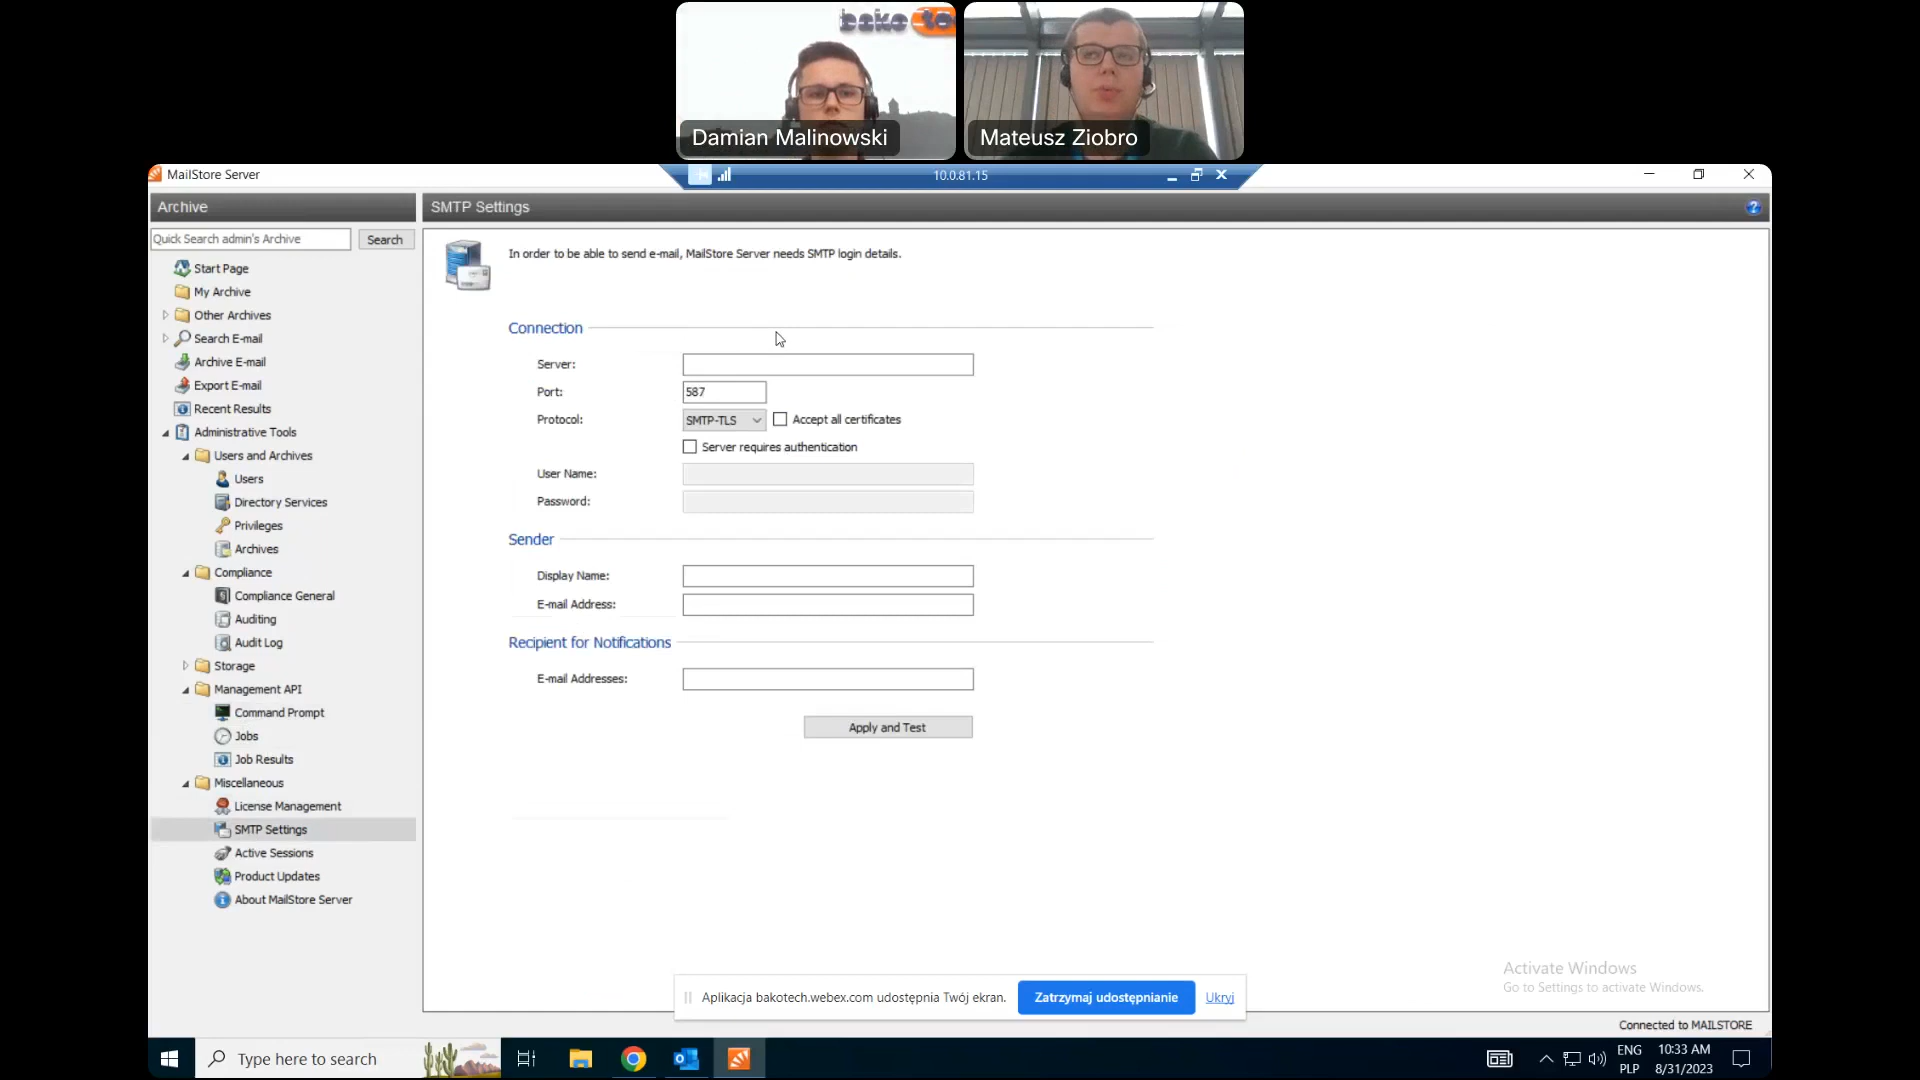 bako
Damian Malinowski
Mateusz Ziobro
MailStore Server
10.0.81.15
Archive
SMTP Settings
Quick Search admin's Archive
Search
Start Page
My Archive
Other Archives
Search E-mail
Archive E-mail
Export E-mail
Recent Results
Administrative Tools
Users and Archives
Users
Directory Services
Privileges
Archives
Compliance
Compliance General
Auditing
Audit Log
Storage
Management API
Command Prompt
Jobs
Job Results
Miscellaneous
License Management
SMTP Settings
Active Sessions
Product Updates
About MailStore Server
In order to be able to send e-mail, MailStore Server needs SMTP login details.
Connection
Server:
Port: 587
Protocol: SMTP-TLS Accept all certificates
Server requires authentication
User Name:
Password:
Sender
Display Name:
E-mail Address:
Recipient for Notifications
E-mail Addresses:
Apply and Test
Activate Windows
Go to Settings to activate Windows.
Aplikacja bakotech.webex.com udostępnia Twój ekran. Zatrzymaj udostępnianie Ukryj
Connected to MAILSTORE
Type here to search
ENG
PLP
10:33 AM
8/31/2023